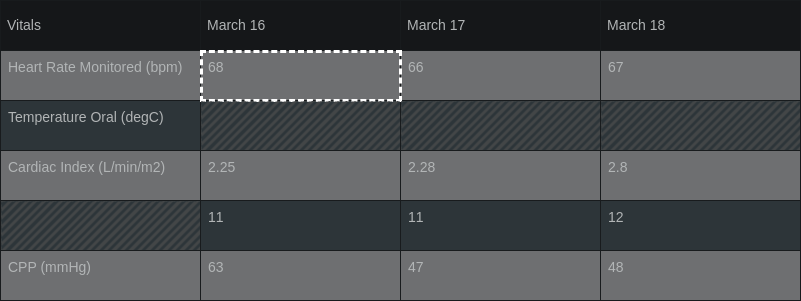 Vitals March 16 March 17 March 18
Heart Rate Monitored (bpm) 68 66 67
Temperature Oral (degC)
Cardiac Index (L/min/m2) 2.25 2.28 2.8
11 11 12
CPP (mmHg) 63 47 48